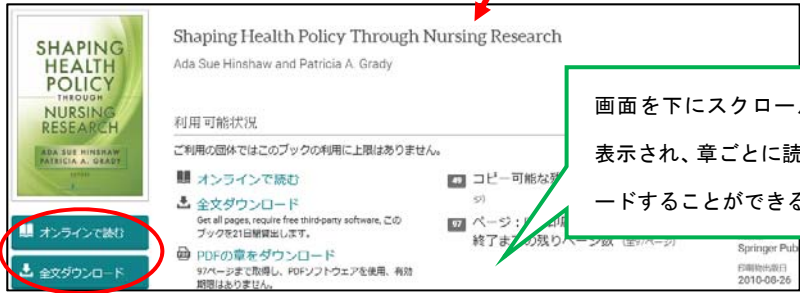 SHAPING
HEALTH
POLICY
THROUGH
NURSING
RESEARCH
ADA SUE HINSHAW
PATRICIA A. GRADY
オンラインで読む
全文ダウンロード
Shaping Health Policy Through Nursing Research
Ada Sue Hinshaw and Patricia A. Grady
利用可能状況
ご利用の団体ではこのブックの利用に上限はありません。
オンラインで読む
全文ダウンロード
Get all pages, require free third-party software, この
ブックを21日間貸出します。
PDFの章をダウンロード
97ページまで取得し、PDFソフトウェアを使用、有効
期限はありません。
49 コピー可能な
97 ページ:
終了までの残りページ数 (全97ページ)
画面を下にスクロール
表示され、章ごとに読
ードすることができる
Springer Pub
印刷物出版日
2010-08-26